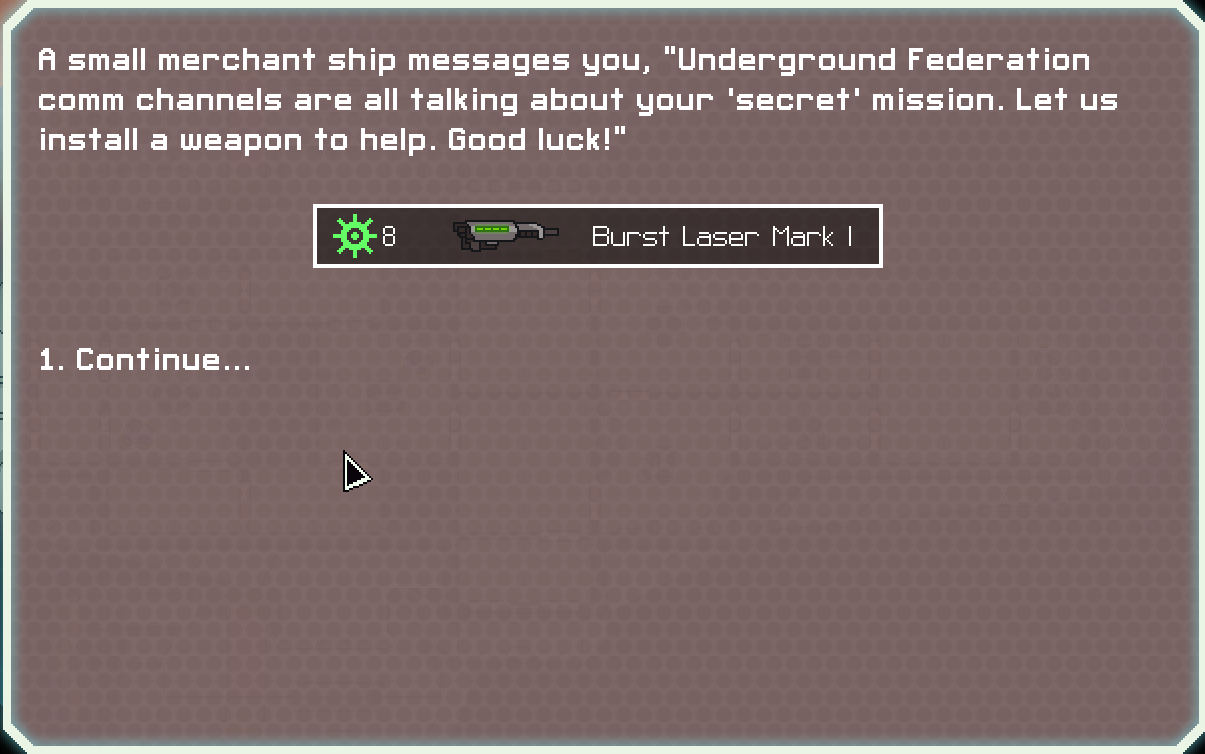 A small merchant ship messages you, "Underground Federation
comm channels are all talking about your 'secret' mission. Let us
install a weapon to help. Good luck!"
8 Burst Laser Mark I
1. Continue...